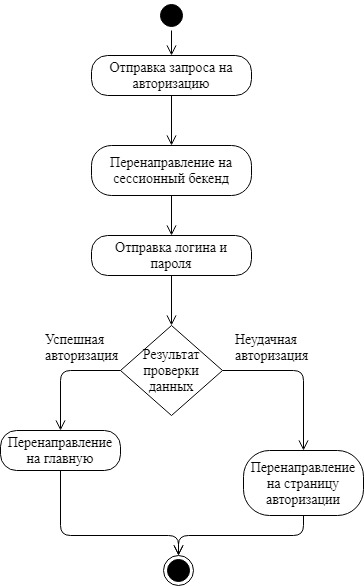 Отправка запроса на
авторизацию
Перенаправление на
сессионный бекенд
Отправка логина и
пароля
Успешная
авторизация
Результат
проверки
данных
Неудачная
авторизация
Перенаправление
на главную
Перенаправление
на страницу
авторизации